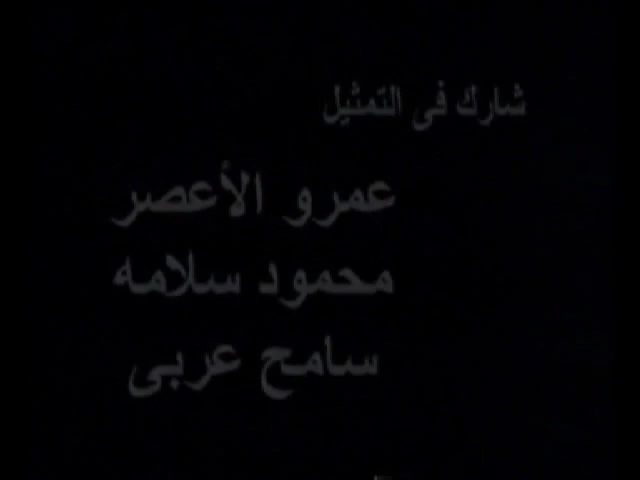 شارك فى التمثيل
عمرو الأعصر
محمود سلامه
سامح عربى